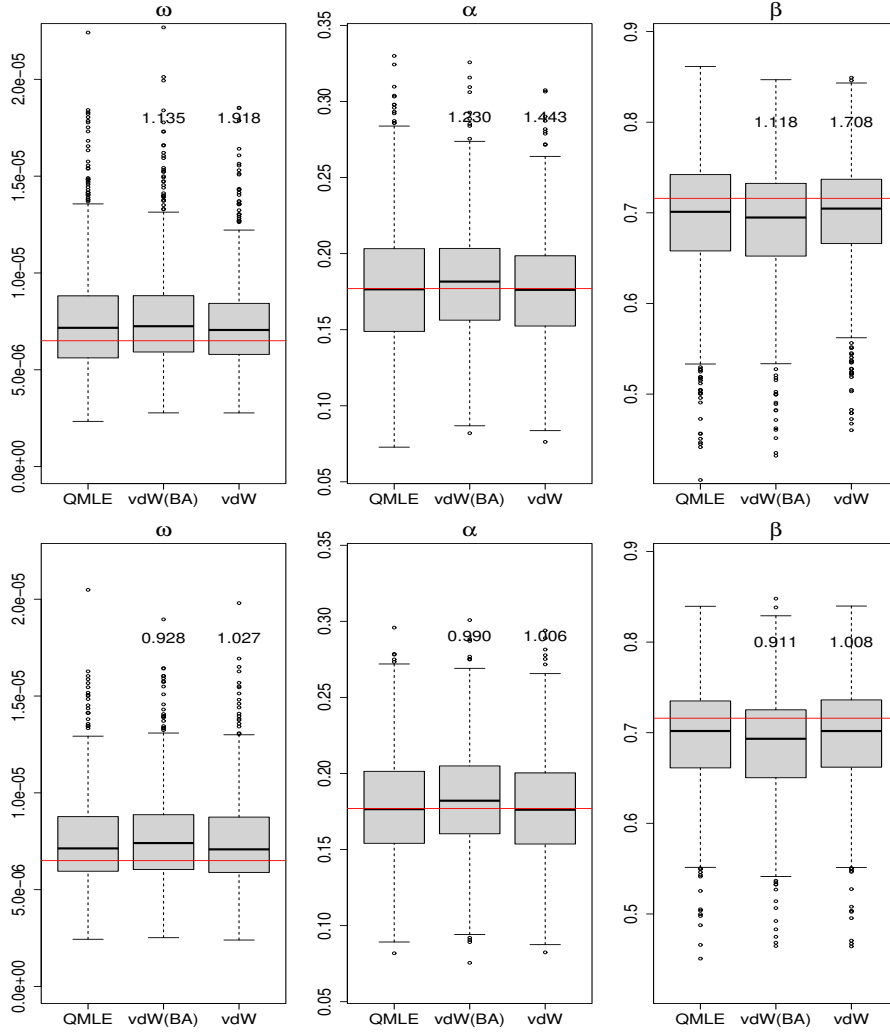 ω
2.0e-05
1.5e-05
1.0e-05
5.0e-06
0.0e+00
1.135
1.918
QMLE
vdW(BA)
vdW
α
0.35
0.30
0.20
0.15
0.10
0.05
1.230
1.443
QMLE
vdW(BA)
vdW
β
0.9
0.8
0.7
0.6
0.5
1.118
1.708
QMLE
vdW(BA)
vdW
ω
2.0e-05
1.5e-05
1.0e-05
5.0e-06
0.0e+00
0.928
1.027
QMLE
vdW(BA)
vdW
α
0.35
0.30
0.25
0.20
0.15
0.10
0.05
0.990
1.006
QMLE
vdW(BA)
vdW
β
0.9
0.8
0.7
0.6
0.5
0.911
1.008
QMLE
vdW(BA)
vdW